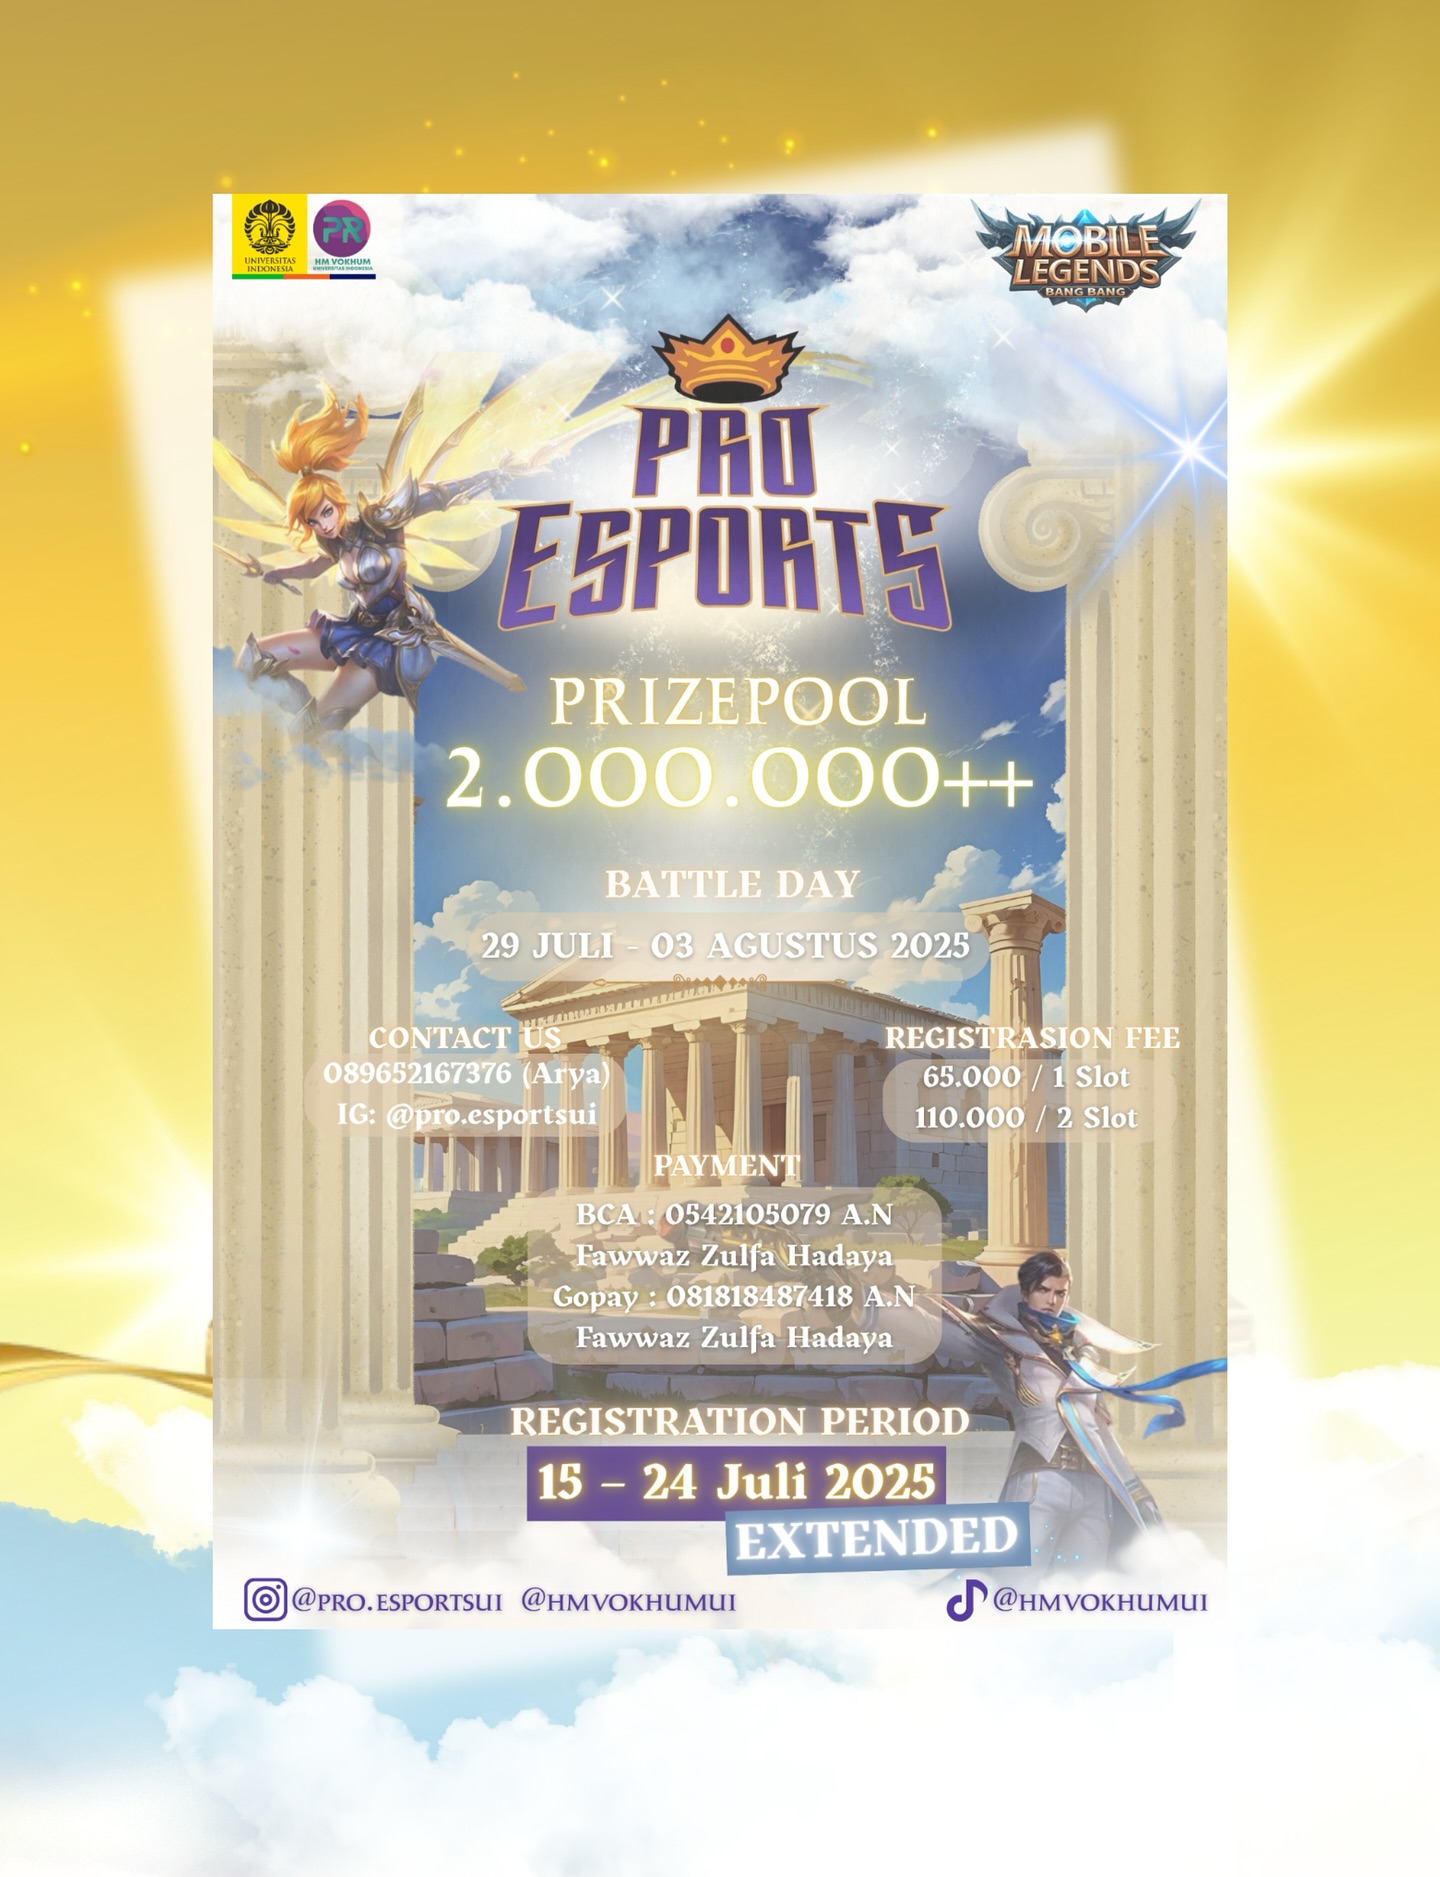 UNIVERSITAS
INDONESIA
PR
HM VOKHUM
UNIVERSITAS INDONESIA
MOBILE
LEGENDS
BANG BANG
PRO
ESPORTS
PRIZEPOOL
2.000.000++
BATTLE DAY
29 JULI - 03 AGUSTUS 2025
CONTACT US
089652167376 (Arya)
IG: @pro.esportsui
REGISTRASION FEE
65.000 / 1 Slot
110.000 / 2 Slot
PAYMENT
BCA : 0542105079 A.N
Fawwaz Zulfa Hadaya
Gopay : 081818487418 A.N
Fawwaz Zulfa Hadaya
REGISTRATION PERIOD
15 – 24 Juli 2025
EXTENDED
@PRO.ESPORTSUI @HMVOKHUMUI
@HMVOKHUMUI